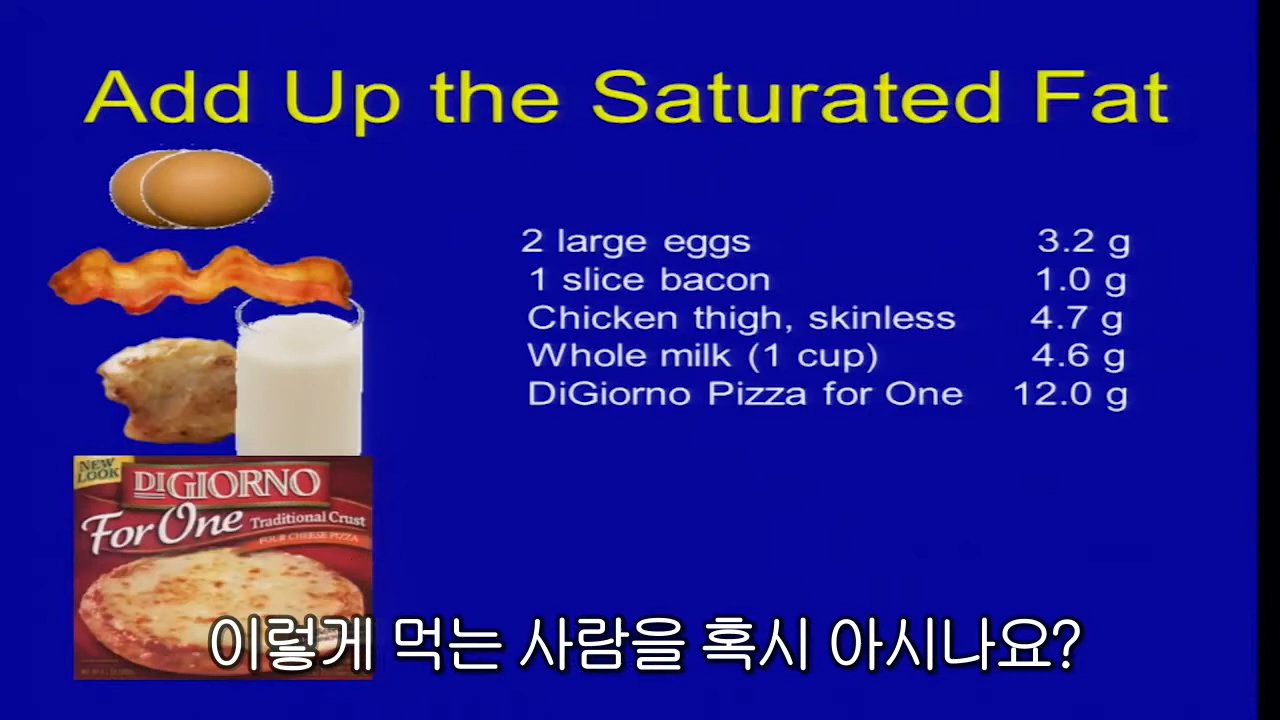 Add Up the Saturated Fat
2 large eggs 3.2 g
1 slice bacon 1.0 g
Chicken thigh, skinless 4.7 g
Whole milk (1 cup) 4.6 g
DiGiorno Pizza for One 12.0 g
NEW LOOK
DIGIORNO
For One Traditional Crust
FOUR CHEESE PIZZA
이렇게 먹는 사람을 혹시 아시나요?